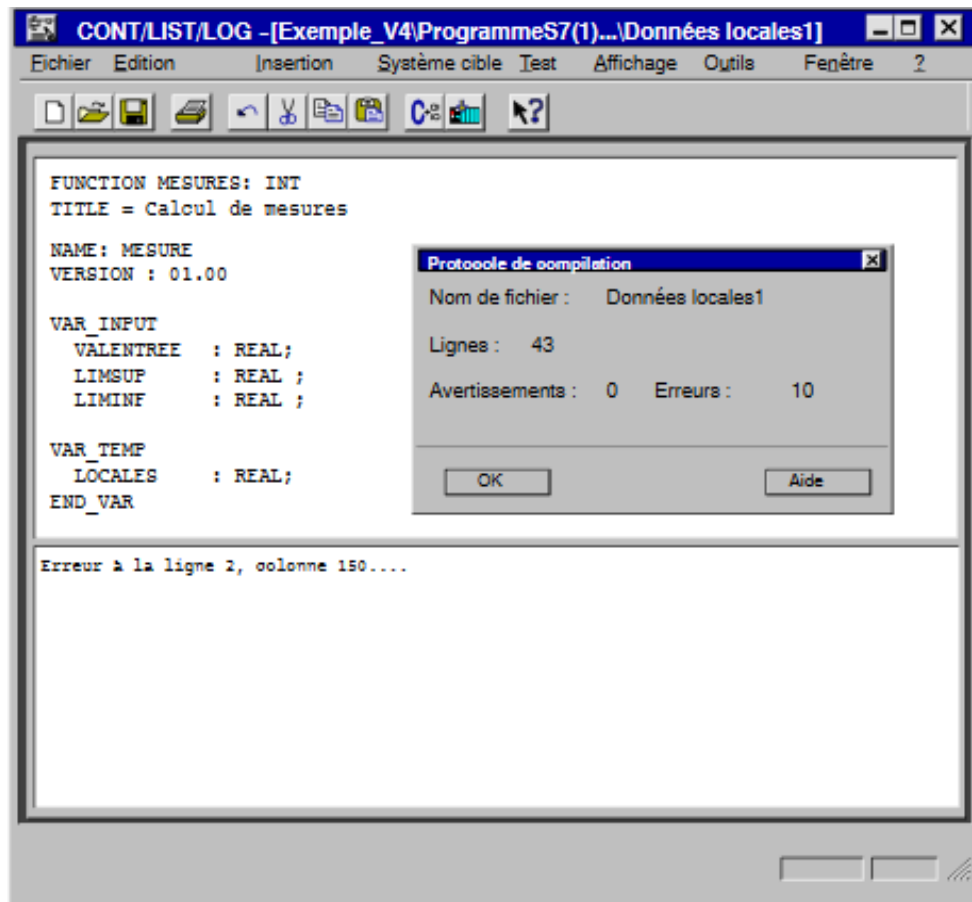 CONT/LIST/LOG -[Exemple_V4\ProgrammeS7(1)...\Données locales1]
Fichier Edition Insertion Système cible Test Affichage Outils Fenêtre ?
FUNCTION MESURES: INT
TITLE = Calcul de mesures
NAME: MESURE
VERSION : 01.00
VAR_INPUT
VALENTREE : REAL;
LIMSUP : REAL ;
LIMINF : REAL ;
VAR_TEMP
LOCALES : REAL;
END_VAR
Protocole de compilation
Nom de fichier : Données locales1
Lignes : 43
Avertissements : 0 Erreurs : 10
OK Aide
Erreur à la ligne 2, colonne 150....